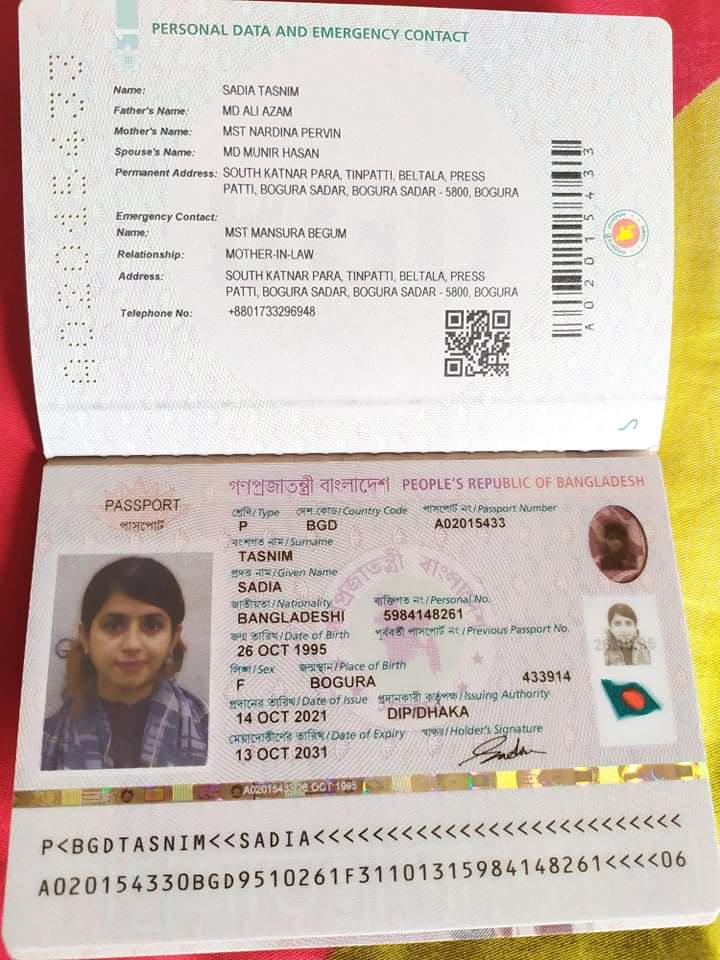 PERSONAL DATA AND EMERGENCY CONTACT
Name: SADIA TASNIM
Father's Name: MD ALI AZAM
Mother's Name: MST NARDINA PERVIN
Spouse's Name: MD MUNIR HASAN
Permanent Address: SOUTH KATNAR PARA, TINPATTI, BELTALA, PRESS
PATTI, BOGURA SADAR, BOGURA SADAR - 5800, BOGURA
Emergency Contact:
Name: MST MANSURA BEGUM
Relationship: MOTHER-IN-LAW
Address: SOUTH KATNAR PARA, TINPATTI, BELTALA, PRESS
PATTI, BOGURA SADAR, BOGURA SADAR - 5800, BOGURA
Telephone No: +8801733296948
A02015433
A02015433
গণপ্রজাতন্ত্রী বাংলাদেশ PEOPLE'S REPUBLIC OF BANGLADESH
PASSPORT
পাসপোর্ট
শ্রেণি/Type দেশ কোড/Country Code পাসপোর্ট নং/Passport Number
P BGD A02015433
বংশগত নাম/Surname
TASNIM
প্রদত্ত নাম/Given Name
SADIA
জাতীয়তা/Nationality ব্যক্তিগত নং/Personal No.
BANGLADESHI 5984148261
জন্ম তারিখ/Date of Birth পূর্ববর্তী পাসপোর্ট নং/Previous Passport No.
26 OCT 1995
লিঙ্গ/Sex জন্মস্থান/Place of Birth
F BOGURA 433914
প্রদানের তারিখ/Date of Issue প্রদানকারী কর্তৃপক্ষ/Issuing Authority
14 OCT 2021 DIP/DHAKA
মেয়াদোত্তীর্ণের তারিখ/Date of Expiry স্বাক্ষর/Holder's Signature
13 OCT 2031
A02015433 26 OCT 1995
P<BGDTASNIM<<SADIA<<<<<<<<<<<<<<<<<<<<<<<<<<
A020154330BGD9510261F31101315984148261<<<<06